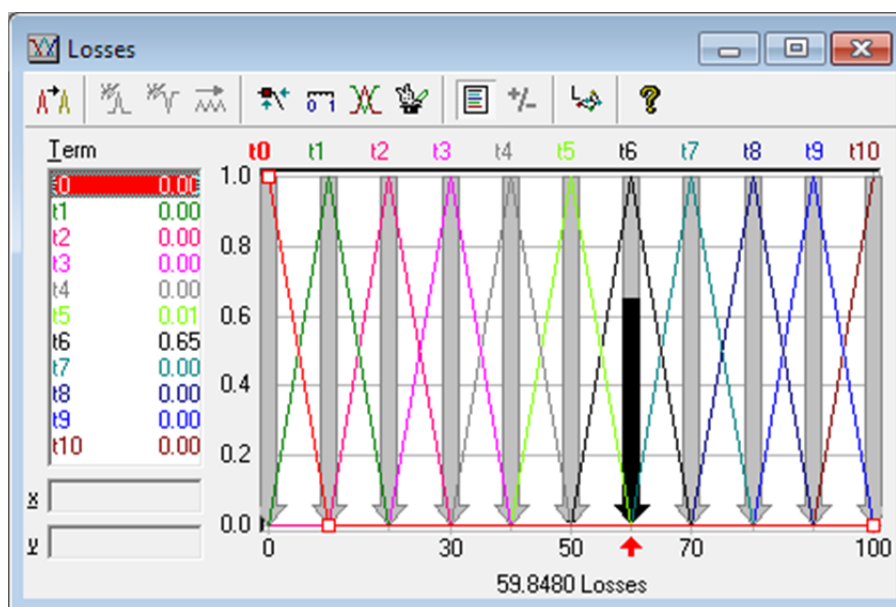 Losses
Term
t0 t1 t2 t3 t4 t5 t6 t7 t8 t9 t10
t0 0.00
t1 0.00
t2 0.00
t3 0.00
t4 0.00
t5 0.01
t6 0.65
t7 0.00
t8 0.00
t9 0.00
t10 0.00
1.0
0.8
0.6
0.4
0.2
0.0
x
y
0 30 50 70 100
59.8480 Losses